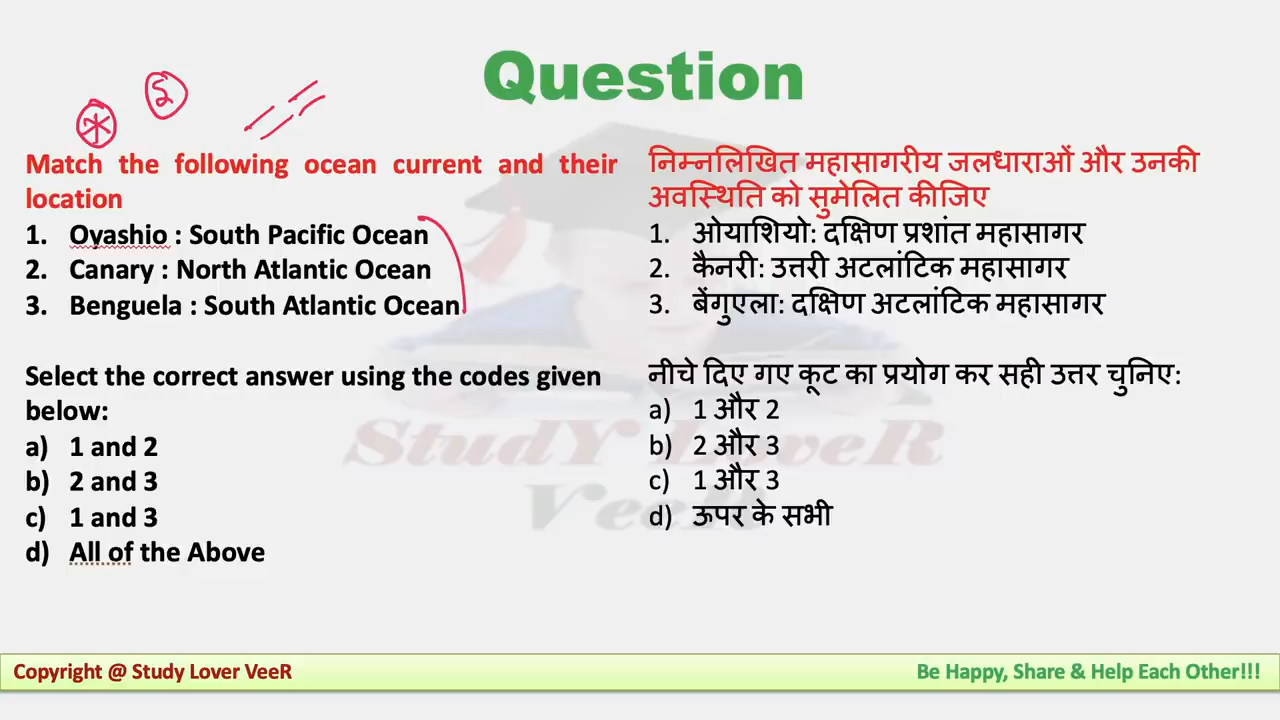 Question
Match the following ocean current and their
location
1. Oyashio : South Pacific Ocean
2. Canary : North Atlantic Ocean
3. Benguela : South Atlantic Ocean
Select the correct answer using the codes given
below:
a) 1 and 2
b) 2 and 3
c) 1 and 3
d) All of the Above
निम्नलिखित महासागरीय जलधाराओं और उनकी
अवस्थिति को सुमेलित कीजिए
1. ओयाशियो: दक्षिण प्रशांत महासागर
2. कैनरी: उत्तरी अटलांटिक महासागर
3. बेंगुएला: दक्षिण अटलांटिक महासागर
नीचे दिए गए कूट का प्रयोग कर सही उत्तर चुनिए:
a) 1 और 2
b) 2 और 3
c) 1 और 3
d) ऊपर के सभी
StudY LoveR
VeeR
Copyright @ Study Lover VeeR
Be Happy, Share & Help Each Other!!!